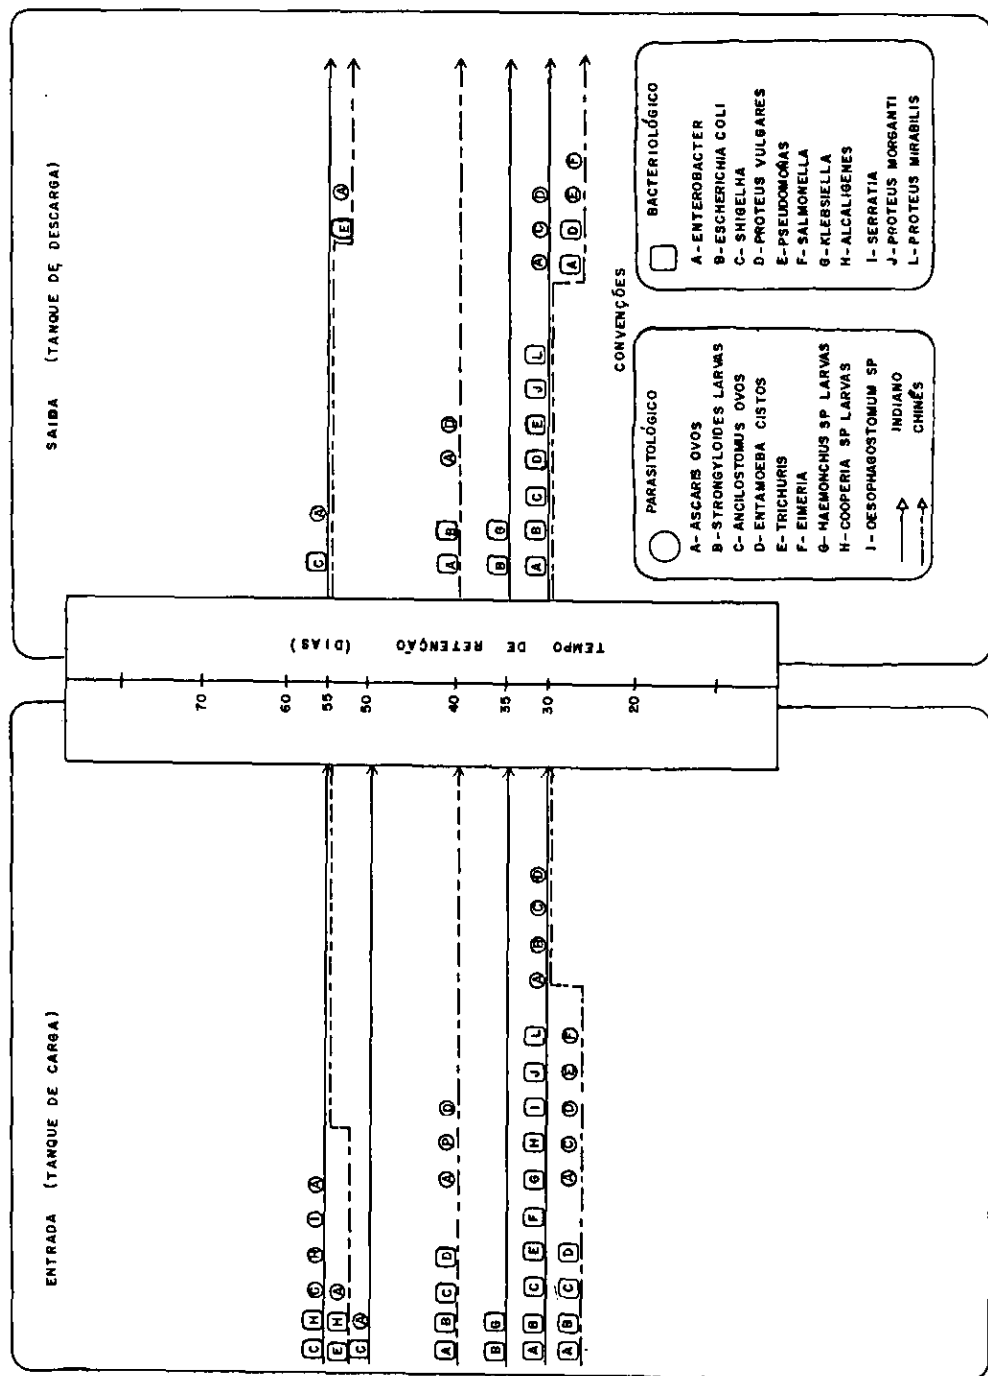 ENTRADA (TANQUE DE CARGA)
C H C H I A
E H A
C A
A B C D A P D
B G
A B C E F G H I J L A B C D
A B C D A C D E F
70
60
55
50
40
35
30
20
TEMPO DE RETENÇÃO (DIAS)
SAIDA (TANQUE DE DESCARGA)
C A
E A
A B A D
B G
A B C D E J L A C D
A D E F
CONVENÇÕES
PARASITOLÓGICO
A- ASCARIS OVOS
B- STRONGYLOIDES LARVAS
C- ANCILOSTOMUS OVOS
D- ENTAMOEBA CISTOS
E- TRICHURIS
F- EIMERIA
G- HAEMONCHUS SP LARVAS
H- COOPERIA SP LARVAS
I- OESOPHAGOSTOMUM SP
INDIANO
CHINÊS
BACTERIOLÓGICO
A- ENTEROBACTER
B- ESCHERICHIA COLI
C- SHIGELHA
D- PROTEUS VULGARES
E- PSEUDOMOÑAS
F- SALMONELLA
G- KLEBSIELLA
H- ALCALIGENES
I- SERRATIA
J- PROTEUS MORGANTI
L- PROTEUS MIRABILIS